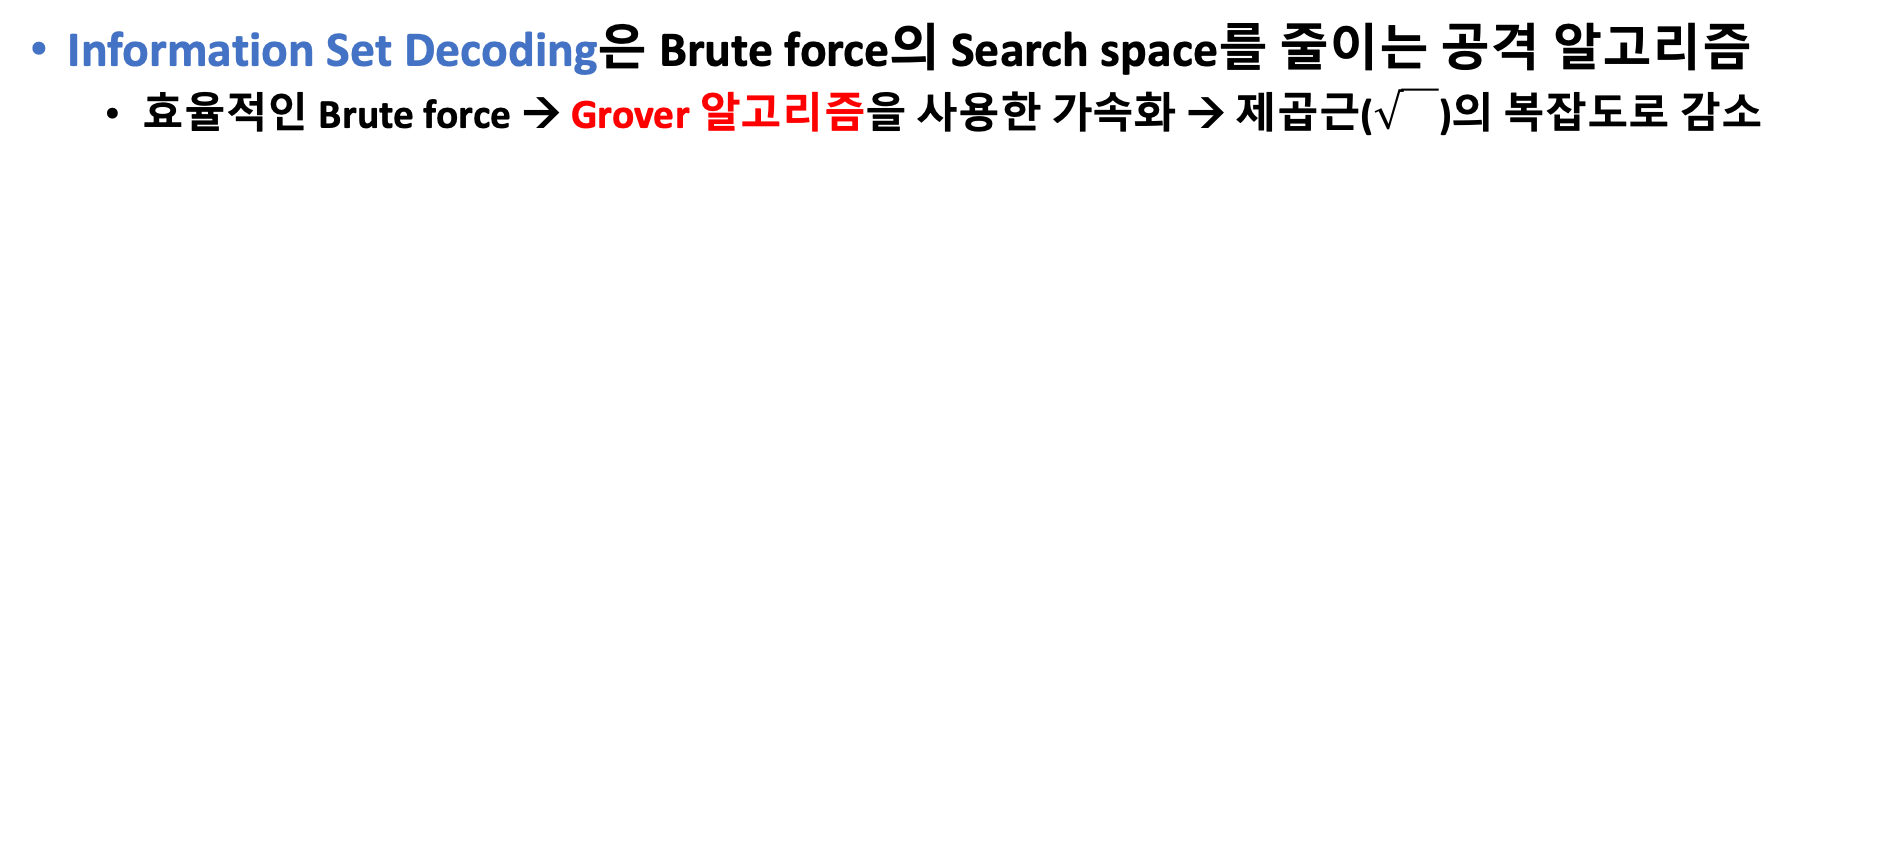 • Information Set Decoding은 Brute force의 Search space를 줄이는 공격 알고리즘
• 효율적인 Brute force → Grover 알고리즘을 사용한 가속화 → 제곱근(√ )의 복잡도로 감소